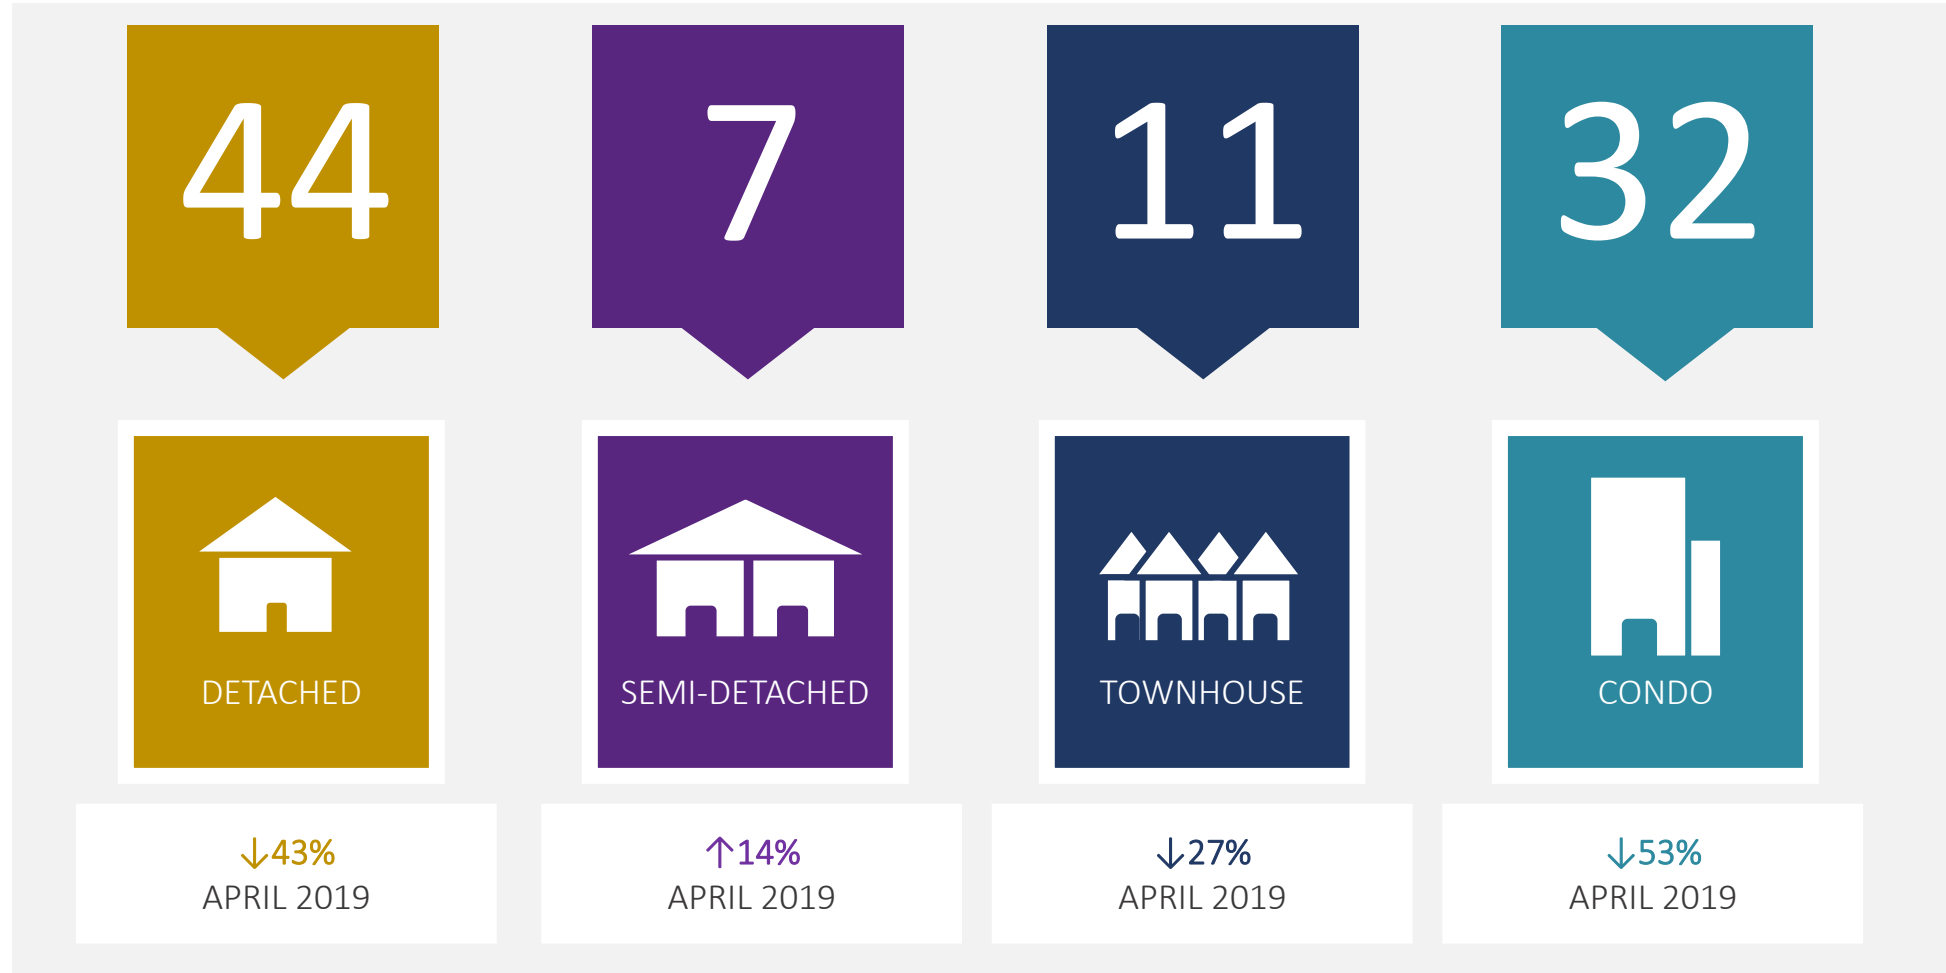 44
7
11
32
DETACHED
SEMI-DETACHED
TOWNHOUSE
CONDO
↓43%
APRIL 2019
↑14%
APRIL 2019
↓27%
APRIL 2019
↓53%
APRIL 2019